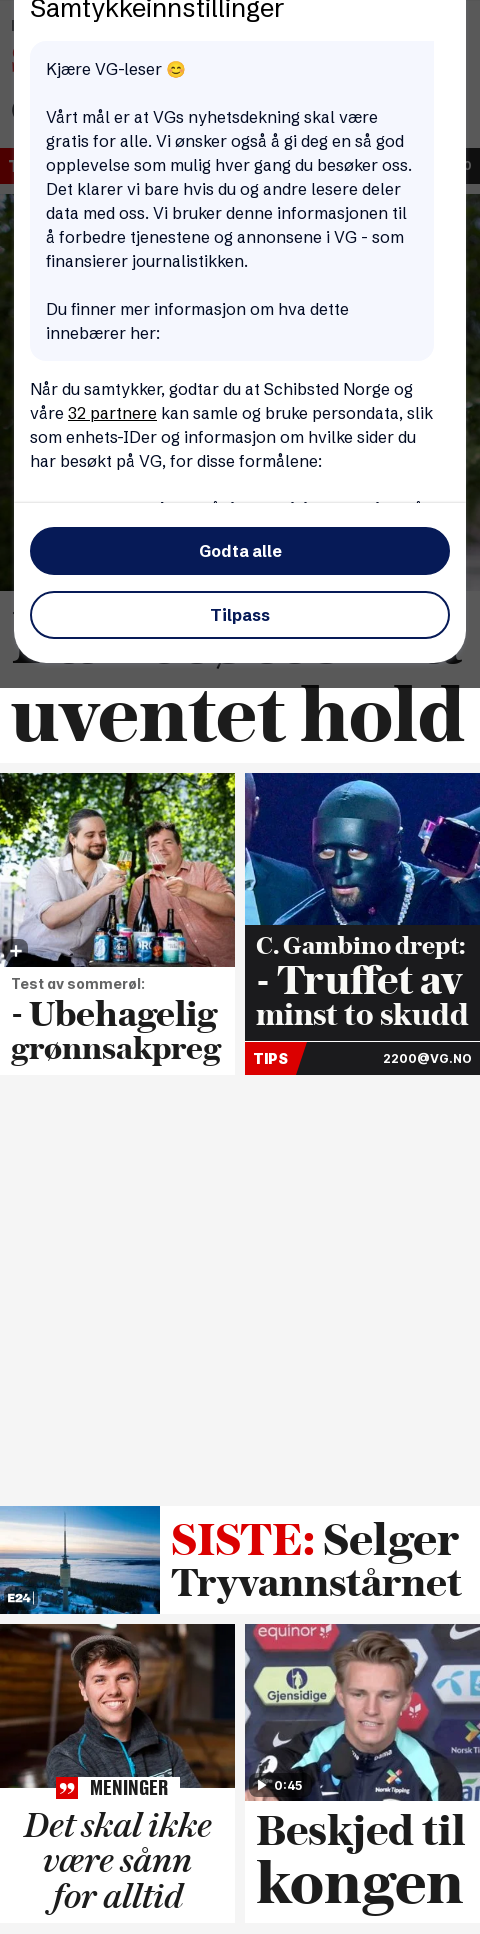 Samtykkeinnstillinger
Kjære VG-leser 😊
Vårt mål er at VGs nyhetsdekning skal være
gratis for alle. Vi ønsker også å gi deg en så god
opplevelse som mulig hver gang du besøker oss.
Det klarer vi bare hvis du og andre lesere deler
data med oss. Vi bruker denne informasjonen til
å forbedre tjenestene og annonsene i VG - som
finansierer journalistikken.
Du finner mer informasjon om hva dette
innebærer her:
Når du samtykker, godtar du at Schibsted Norge og
våre 32 partnere kan samle og bruke persondata, slik
som enhets-IDer og informasjon om hvilke sider du
har besøkt på VG, for disse formålene:
Godta alle
Tilpass
uventet hold
Test av sommerøl:
- Ubehagelig
grønnsakpreg
C. Gambino drept:
- Truffet av
minst to skudd
TIPS
2200@VG.NO
SISTE: Selger
Tryvannstårnet
E24
MENINGER
Det skal ikke
være sånn
for alltid
equinor
Gjensidige
Norsk Tipping
0:45
Beskjed til
kongen